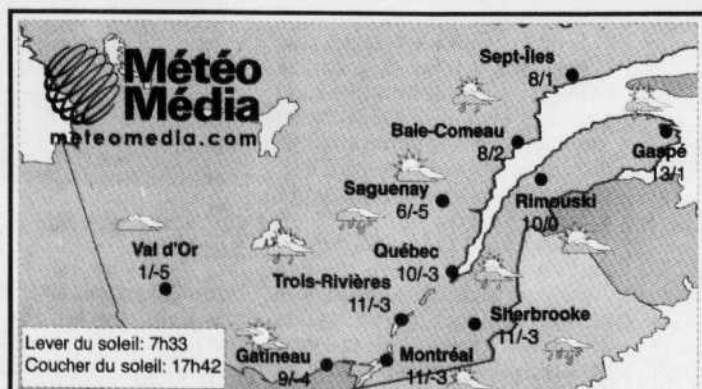 Météo
Média
meteomedia.com
Sept-Îles
8/1
Baie-Comeau
8/2
Gaspé
13/1
Saguenay
6/-5
Rimouski
10/0
Val d'Or
1/-5
Québec
10/-3
Trois-Rivières
11/-3
Sherbrooke
11/-3
Lever du soleil: 7h33
Coucher du soleil: 17h42
Gatineau
9/-4
Montréal
11/-3